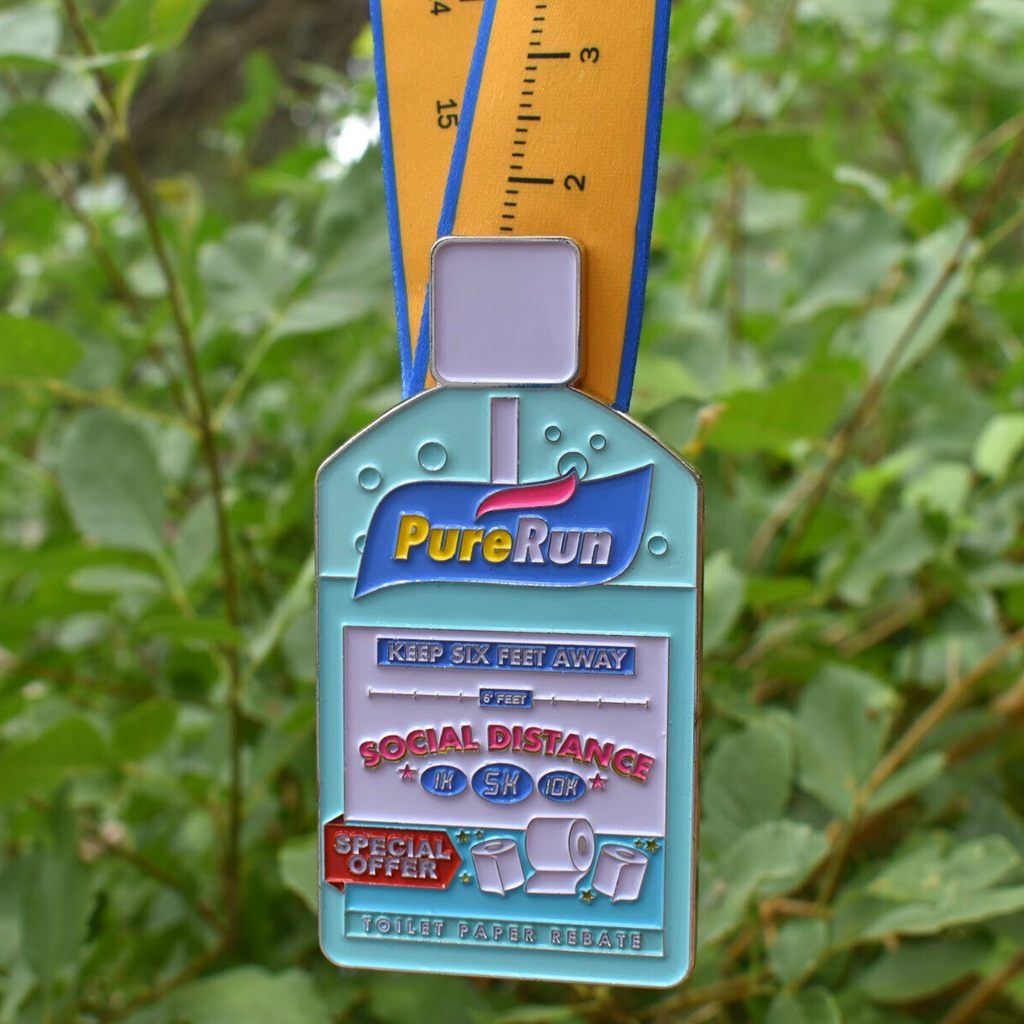 4
3
15
2
PureRun
KEEP SIX FEET AWAY
6' FEET
SOCIAL DISTANCE
1K 5K 10K
SPECIAL
OFFER
TOILET PAPER REBATE